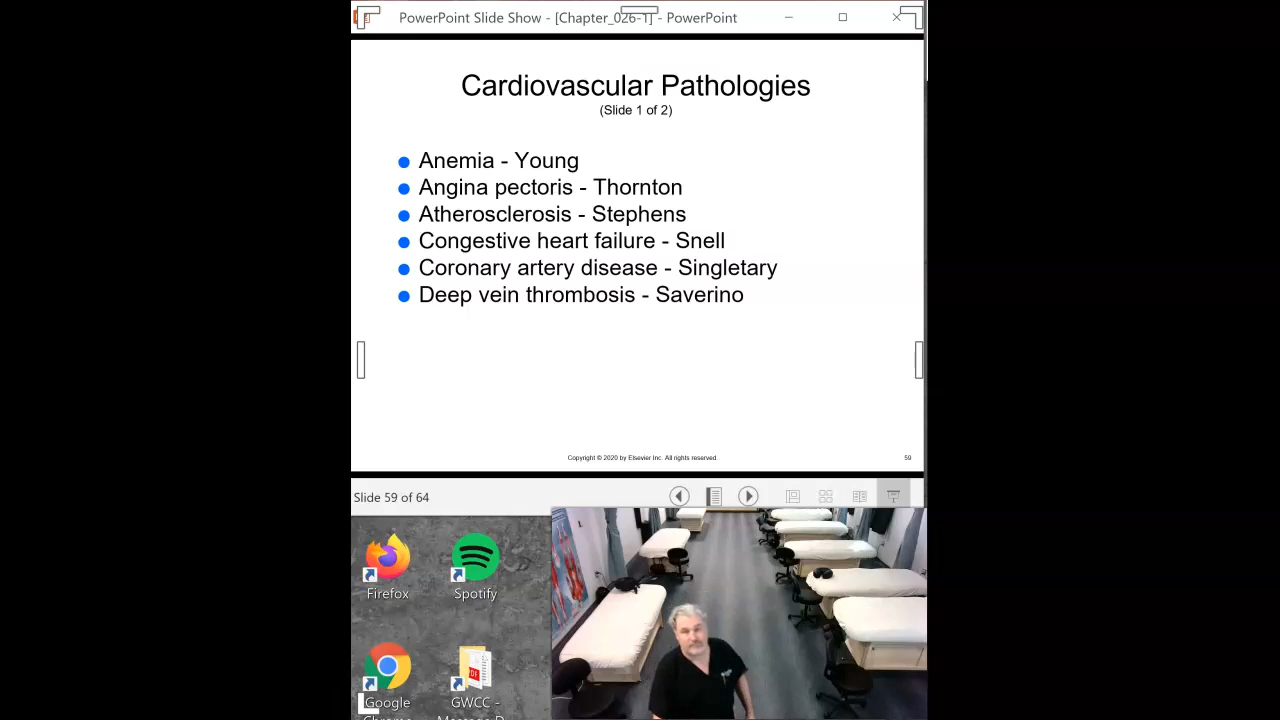 PowerPoint Slide Show - [Chapter_026-1] - PowerPoint
Cardiovascular Pathologies
(Slide 1 of 2)
Anemia - Young
Angina pectoris - Thornton
Atherosclerosis - Stephens
Congestive heart failure - Snell
Coronary artery disease - Singletary
Deep vein thrombosis - Saverino
Copyright © 2020 by Elsevier Inc. All rights reserved.
59
Slide 59 of 64
Firefox
Spotify
Google
GWCC -